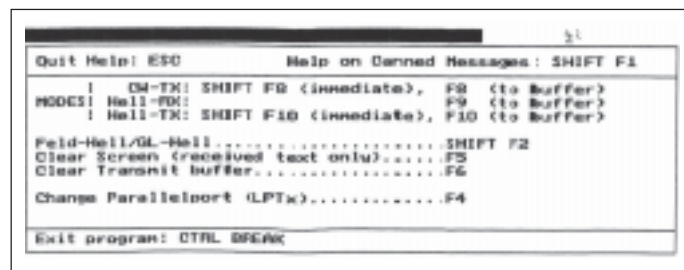 Quit Help: ESC Help on Canned Messages: SHIFT F1
! CW-TX: SHIFT F8 (immediate), F8 (to Buffer)
MODES! Hell-RX: F9 (to Buffer)
! Hell-TX: SHIFT F10 (immediate), F10 (to Buffer)
Feld-Hell/GL-Hell..........................SHIFT F2
Clear Screen (received text only)......F5
Clear Transmit buffer..................F6
Change Parallelport (LPTx).............F4
Exit program: CTRL BREAK